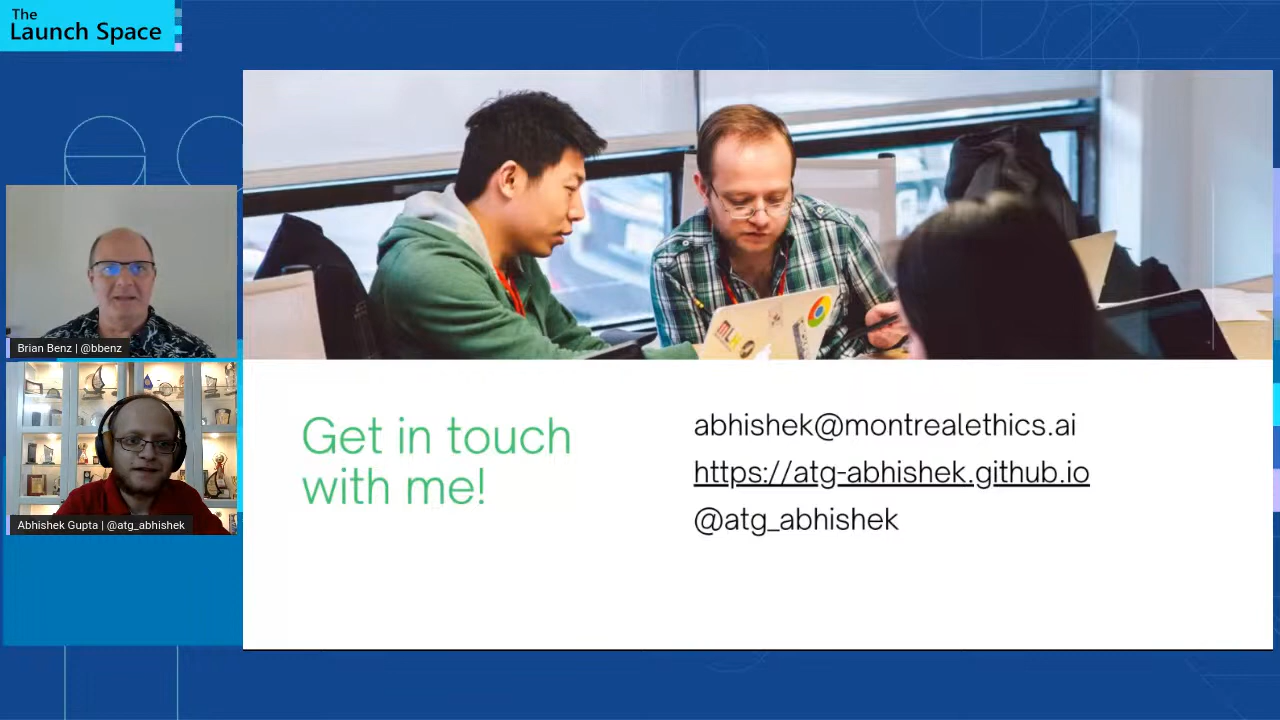 The
Launch Space
Brian Benz | @bbenz
Abhishek Gupta | @atg_abhishek
Get in touch
with me!
abhishek@montrealethics.ai
https://atg-abhishek.github.io
@atg_abhishek